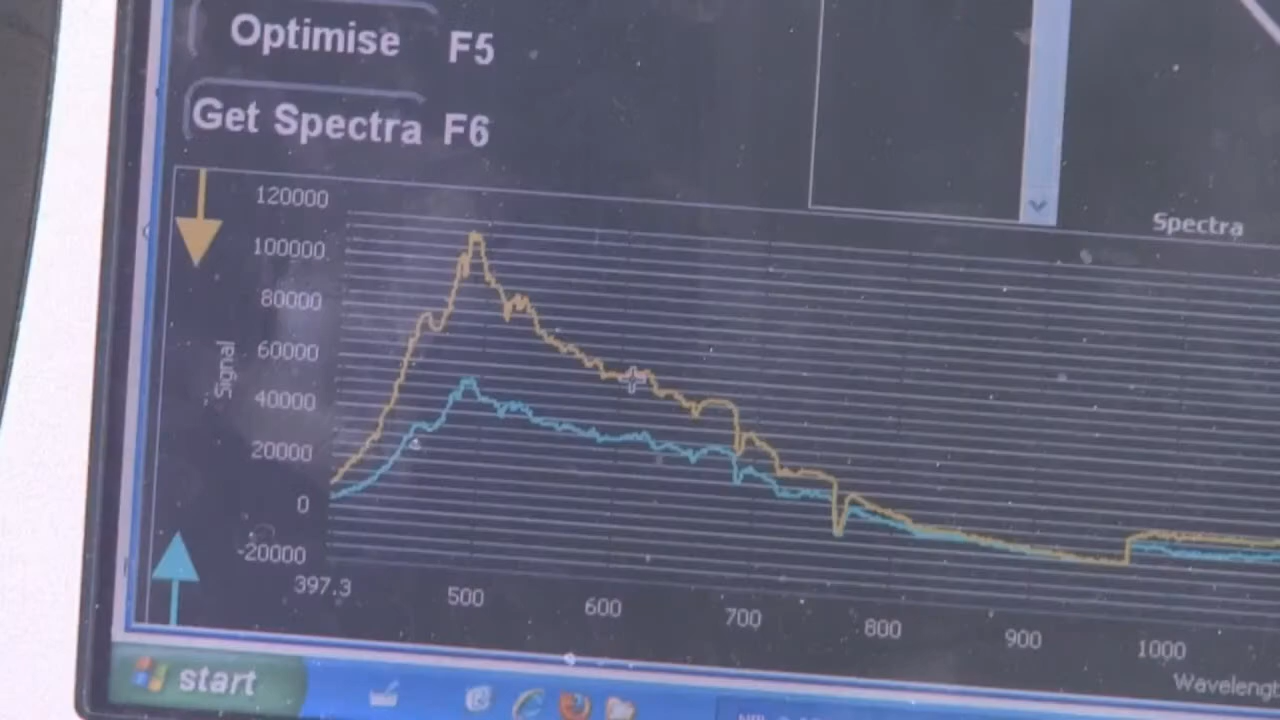 Optimise F5
Get Spectra F6
Spectra
120000
100000
80000
60000
40000
20000
0
-20000
Signal
397.3 500 600 700 800 900 1000
start